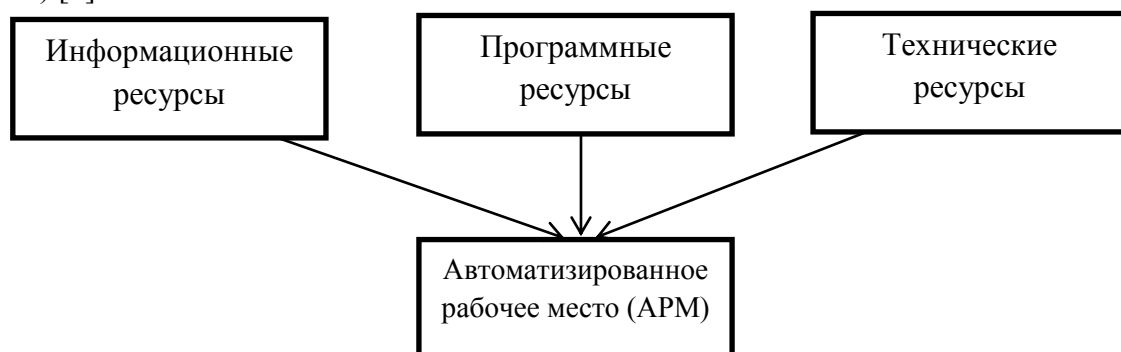 Информационные
ресурсы
Программные
ресурсы
Технические
ресурсы
Автоматизированное
рабочее место (АРМ)